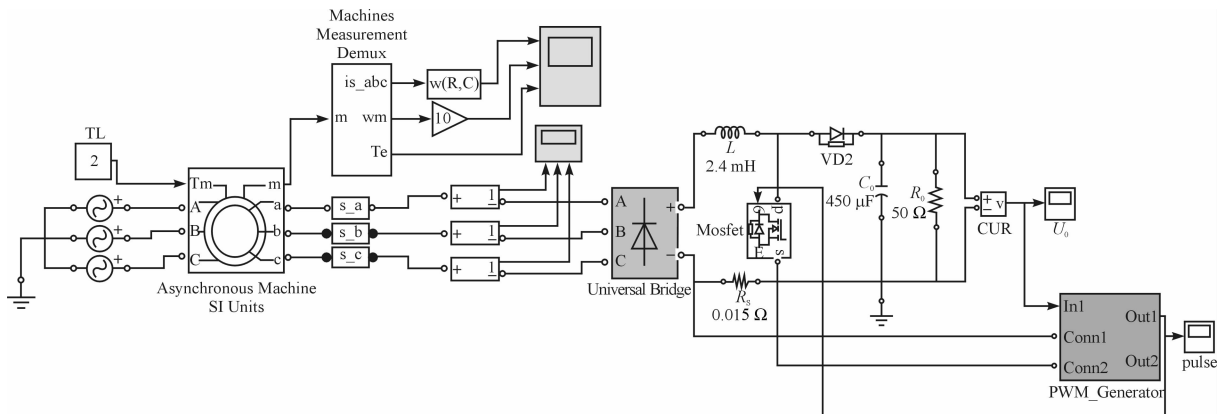 Machines
Measurement
Demux
is_abc
w(R,C)
m
wm
10
Te
TL
2
Tm
m
A
a
s_a
+
1
B
b
s_b
+
1
C
c
s_c
+
1
Asynchronous Machine
SI Units
A
+
B
C
−
Universal Bridge
L
2.4 mH
VD2
Mosfet
g
d
E
s
C₀
450 μF
R₀
50 Ω
+
−
v
CUR
U₀
Rs
0.015 Ω
In1
Out1
Conn1
Conn2
Out2
PWM_Generator
pulse